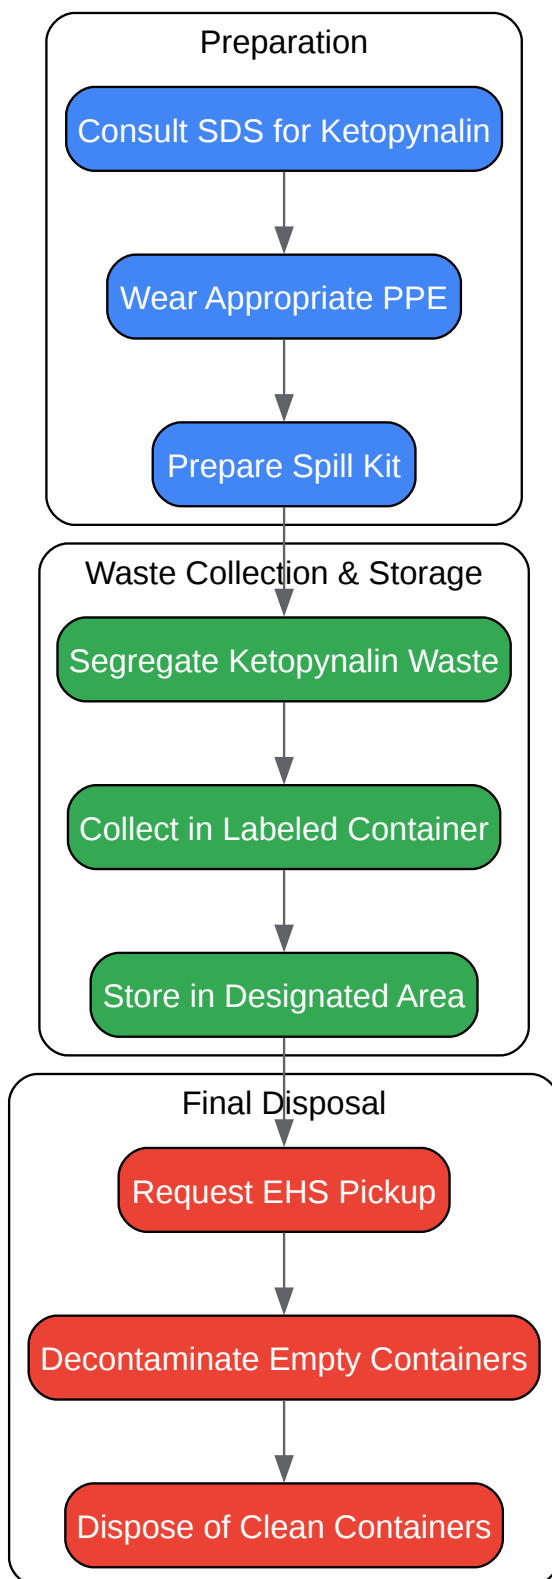 Preparation
Consult SDS for Ketopynalin
Wear Appropriate PPE
Prepare Spill Kit
Waste Collection & Storage
Segregate Ketopynalin Waste
Collect in Labeled Container
Store in Designated Area
Final Disposal
Request EHS Pickup
Decontaminate Empty Containers
Dispose of Clean Containers